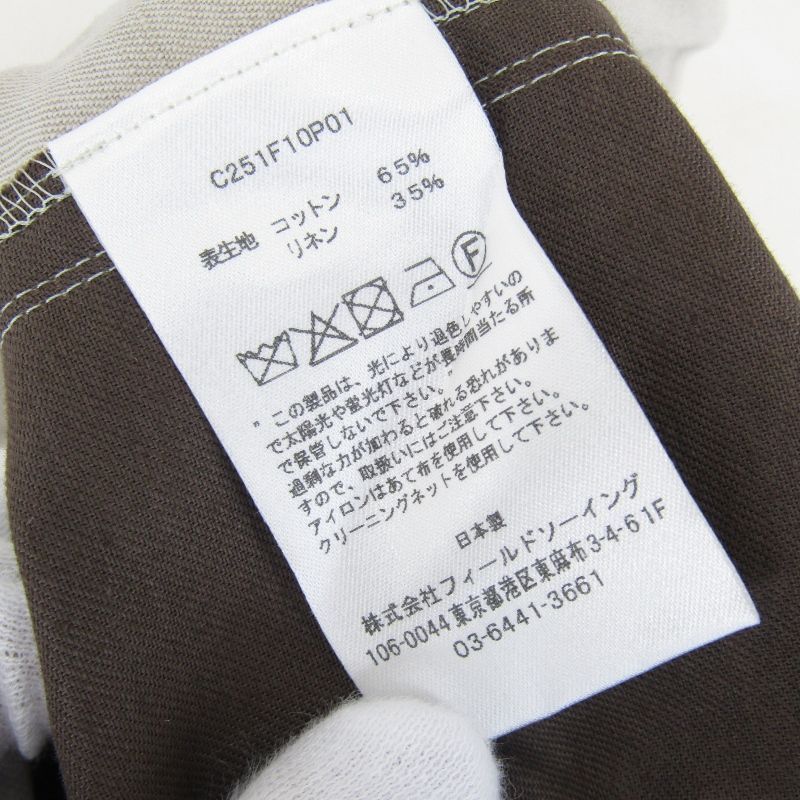 C251F10P01
表生地 コットン 65%
リネン 35%
F
"この製品は、光により退色しやすいの
で太陽光や蛍光灯などが長時間当たる所
で保管しないで下さい。"
過剰な力が加わると破れる恐れがありま
すので、取扱いにはご注意下さい。
アイロンはあて布を使用して下さい。
クリーニングネットを使用して下さい。
日本製
株式会社フィールドソーイング
106-0044 東京都港区東麻布3-4-6 1F
03-6441-3661